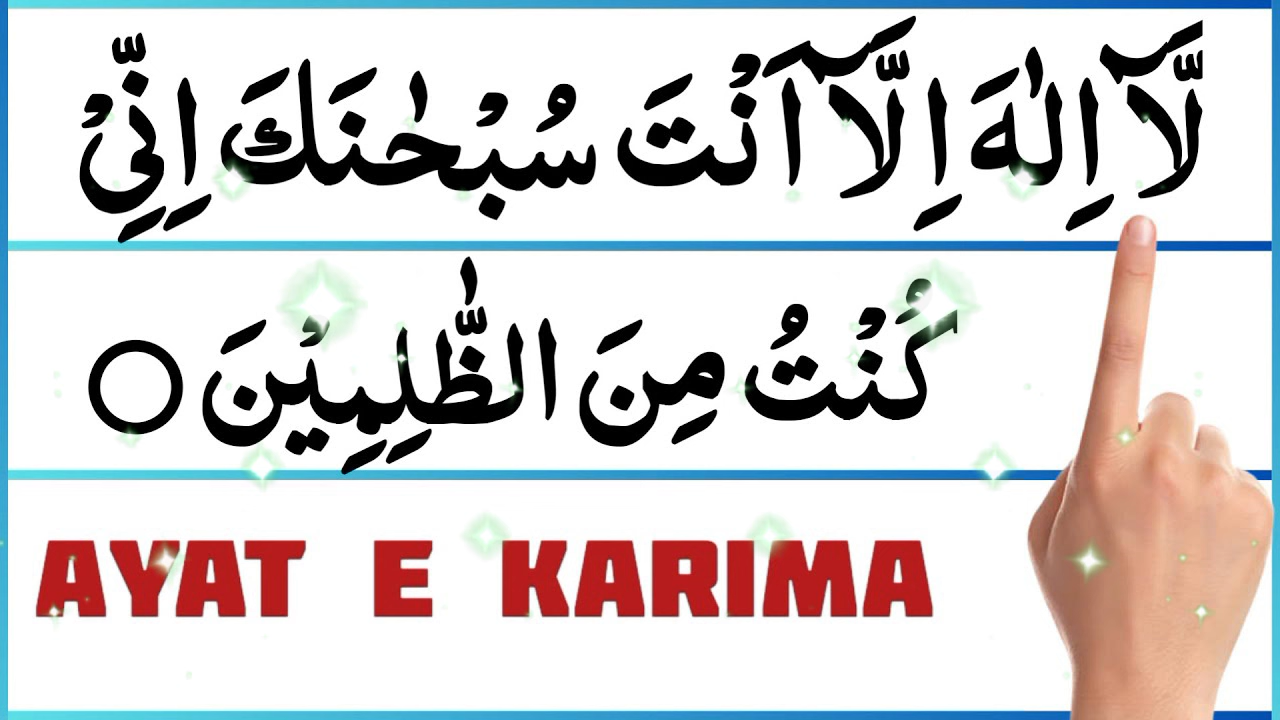 لَّاۤ اِلٰهَ اِلَّاۤ اَنْتَ سُبْحٰنَكَ اِنِّيْ
كُنْتُ مِنَ الظّٰلِمِيْنَ ○
AYAT E KARIMA